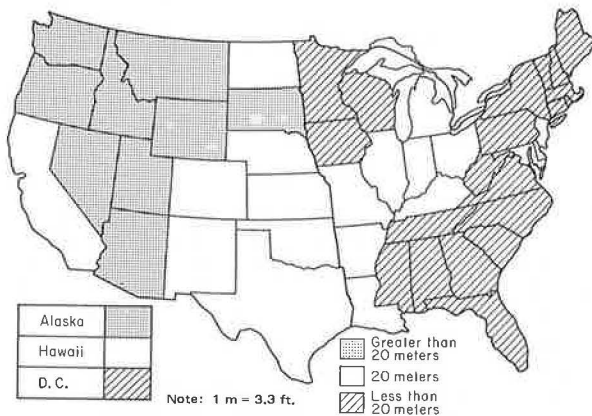 Alaska
Hawaii
D. C.
Note: 1 m = 3.3 ft.
Greater than
20 meters
20 meters
Less than
20 meters